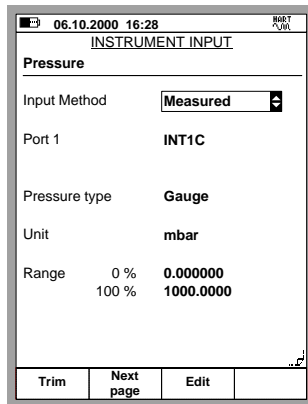 06.10.2000 16:28 HART
INSTRUMENT INPUT
Pressure
Input Method Measured
Port 1 INT1C
Pressure type Gauge
Unit mbar
Range 0 % 0.000000
100 % 1000.0000
Trim Next page Edit